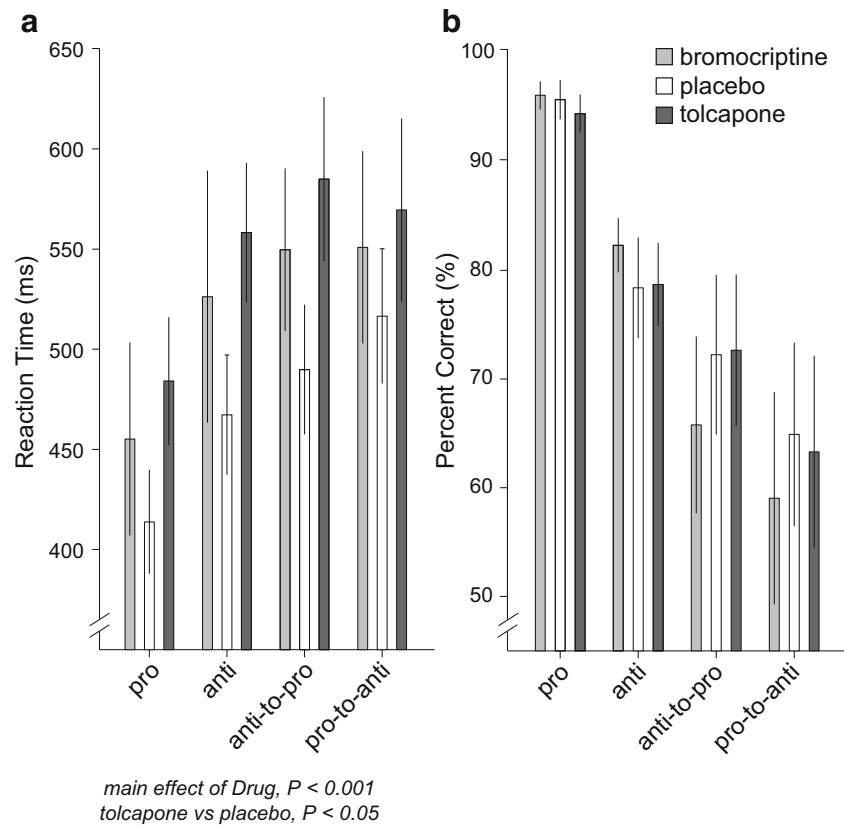 a
650
600
550
500
450
400
Reaction Time (ms)
pro
anti
anti-to-pro
pro-to-anti
main effect of Drug, P < 0.001
tolcapone vs placebo, P < 0.05
b
100
90
80
70
60
50
Percent Correct (%)
bromocriptine
placebo
tolcapone
pro
anti
anti-to-pro
pro-to-anti